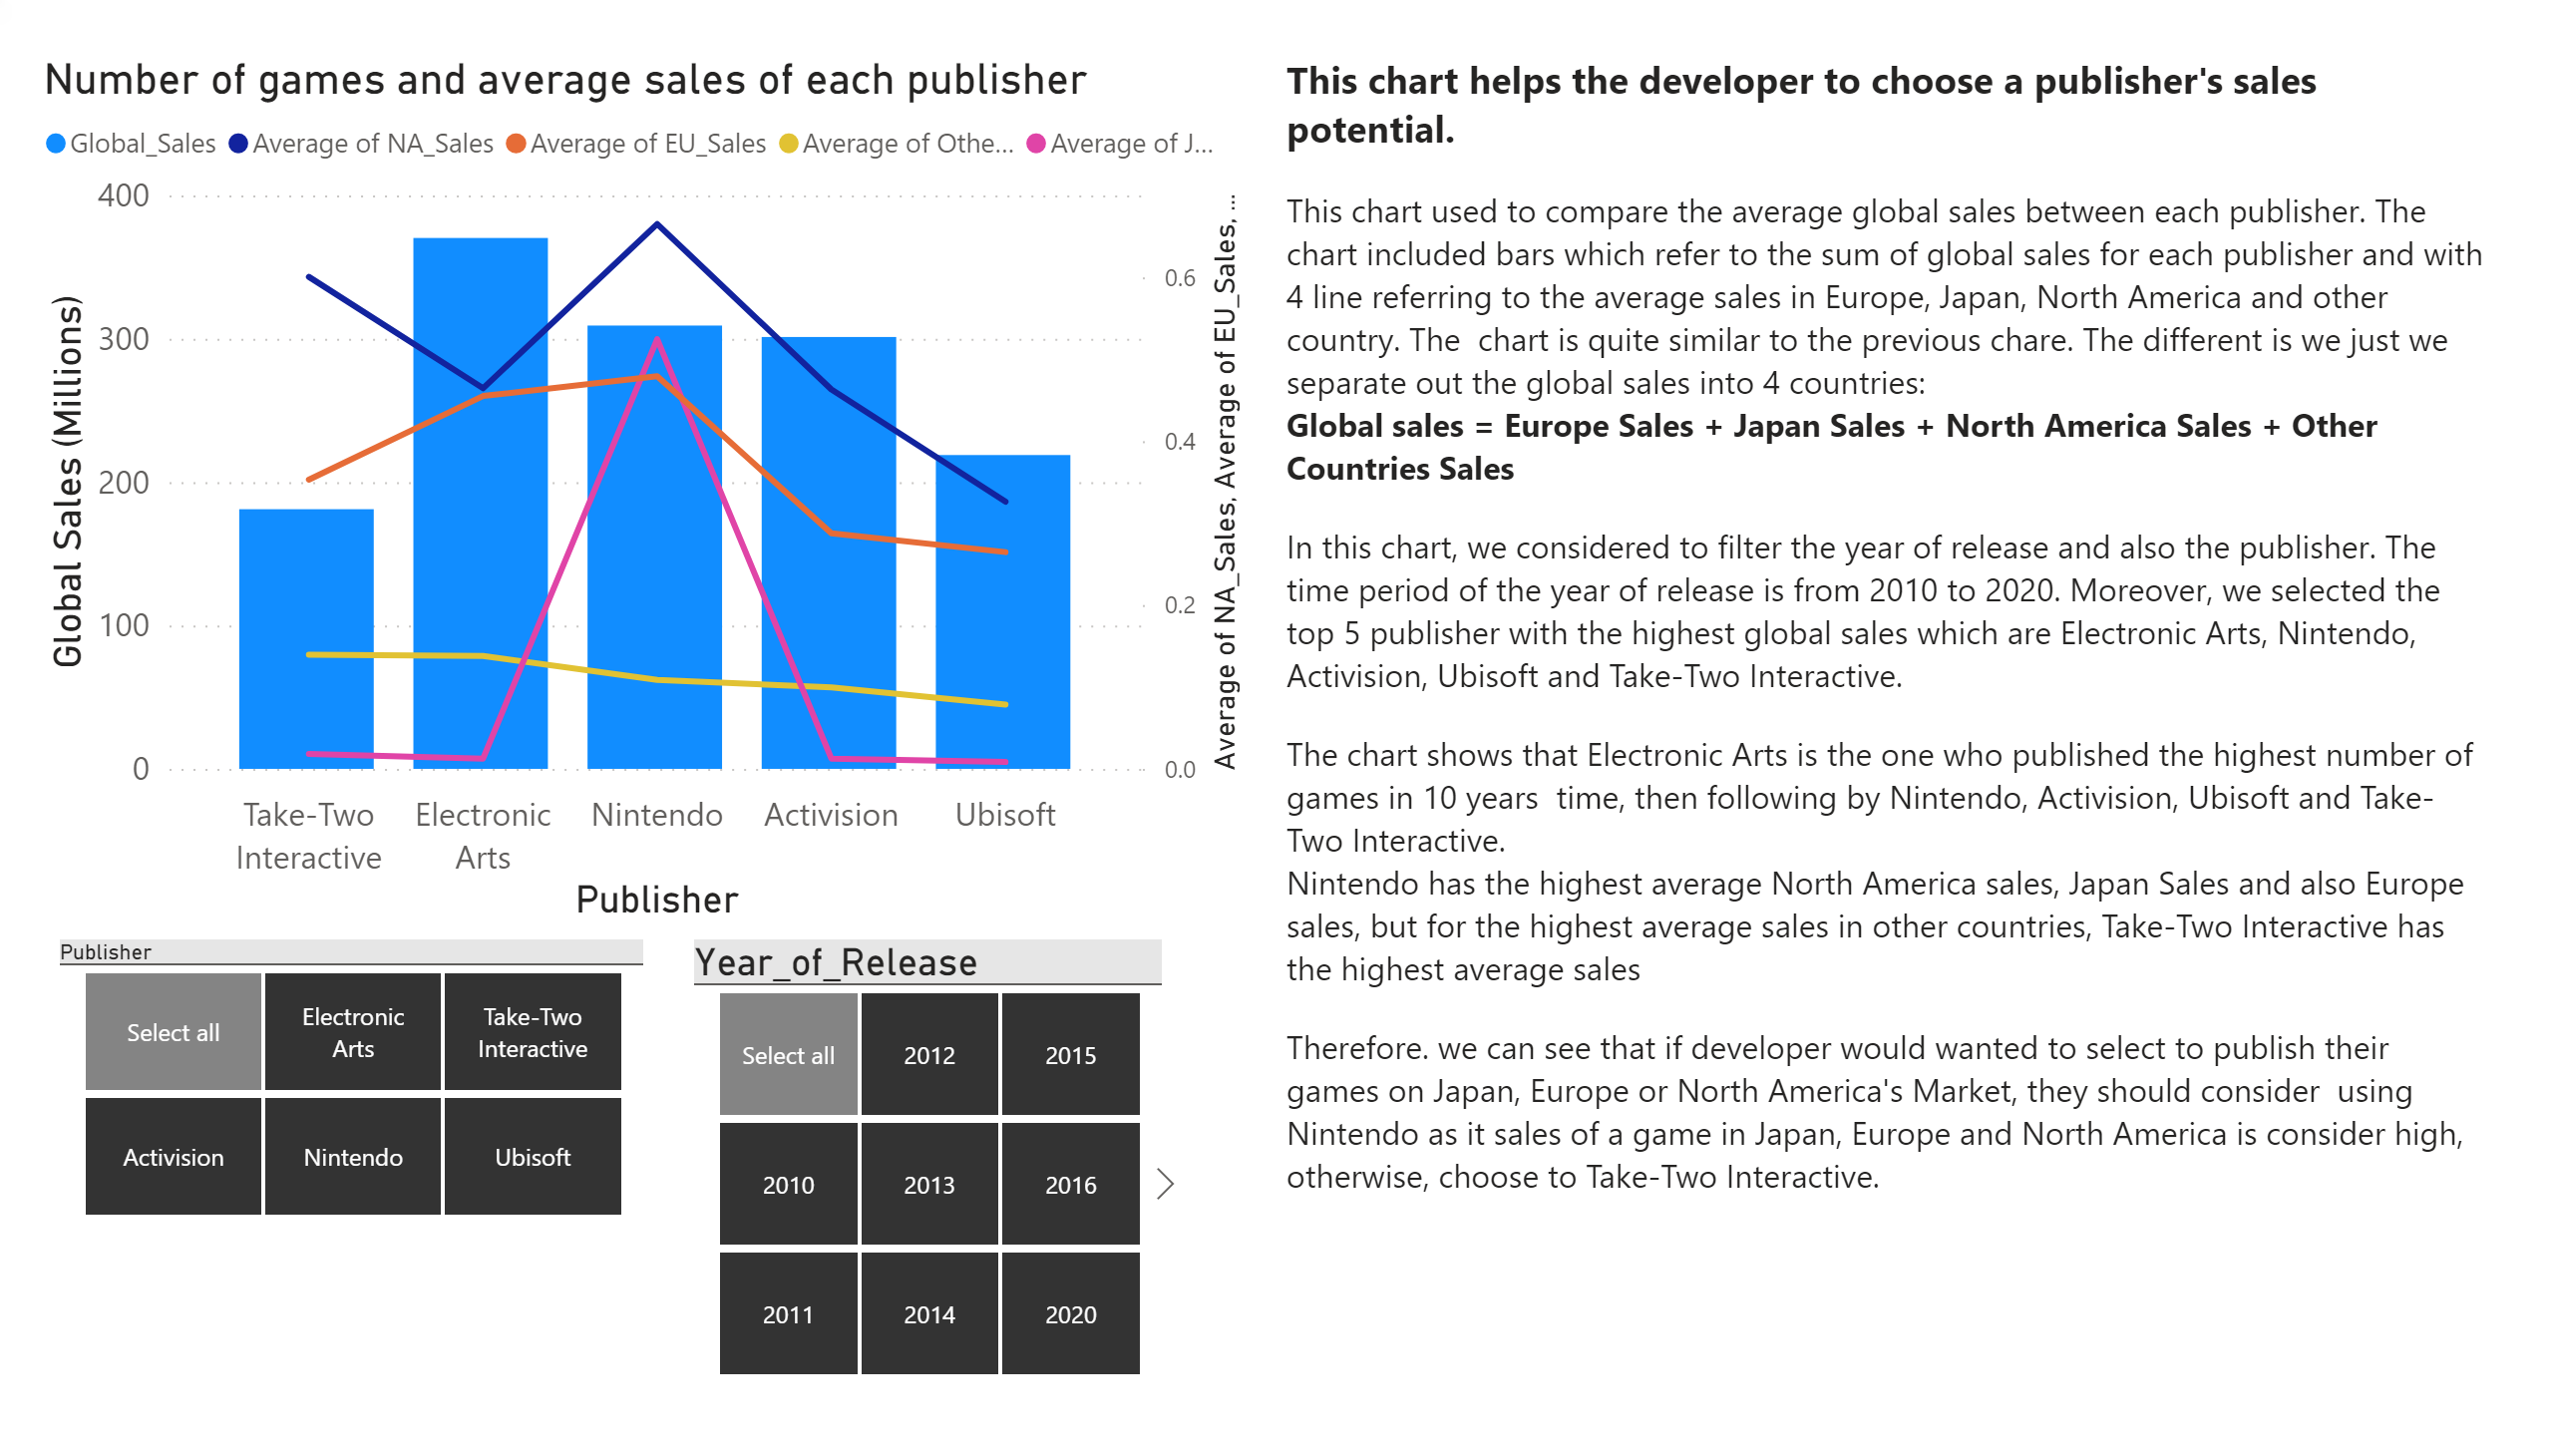 Number of games and average sales of each publisher
Global_Sales Average of NA_Sales Average of EU_Sales Average of Othe... Average of J...
Global Sales (Millions)
400
300
200
100
0
0.6
0.4
0.2
0.0
Average of NA_Sales, Average of EU_Sales, ...
Take-Two Interactive
Electronic Arts
Nintendo
Activision
Ubisoft
Publisher
Publisher
Select all
Electronic Arts
Take-Two Interactive
Activision
Nintendo
Ubisoft
Year_of_Release
Select all 2012 2015
2010 2013 2016
2011 2014 2020
This chart helps the developer to choose a publisher's sales
potential.
This chart used to compare the average global sales between each publisher. The
chart included bars which refer to the sum of global sales for each publisher and with
4 line referring to the average sales in Europe, Japan, North America and other
country. The  chart is quite similar to the previous chare. The different is we just we
separate out the global sales into 4 countries:
Global sales = Europe Sales + Japan Sales + North America Sales + Other
Countries Sales
In this chart, we considered to filter the year of release and also the publisher. The
time period of the year of release is from 2010 to 2020. Moreover, we selected the
top 5 publisher with the highest global sales which are Electronic Arts, Nintendo,
Activision, Ubisoft and Take-Two Interactive.
The chart shows that Electronic Arts is the one who published the highest number of
games in 10 years  time, then following by Nintendo, Activision, Ubisoft and Take-
Two Interactive.
Nintendo has the highest average North America sales, Japan Sales and also Europe
sales, but for the highest average sales in other countries, Take-Two Interactive has
the highest average sales
Therefore. we can see that if developer would wanted to select to publish their
games on Japan, Europe or North America's Market, they should consider  using
Nintendo as it sales of a game in Japan, Europe and North America is consider high,
otherwise, choose to Take-Two Interactive.